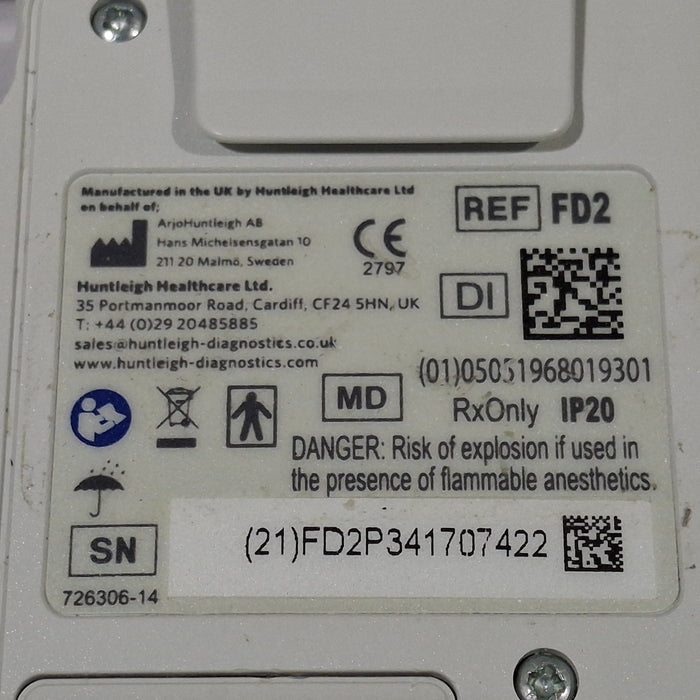 Manufactured in the UK by Huntleigh Healthcare Ltd
on behalf of;
ArjoHuntleigh AB
Hans Michelsensgatan 10
211 20 Malmö, Sweden
CE
2797
REF FD2
DI
Huntleigh Healthcare Ltd.
35 Portmanmoor Road, Cardiff, CF24 5HN, UK
T: +44 (0)29 20485885
sales@huntleigh-diagnostics.co.uk
www.huntleigh-diagnostics.com
(01)05051968019301
MD
RxOnly IP20
DANGER: Risk of explosion if used in
the presence of flammable anesthetics.
SN
(21)FD2P341707422
726306-14